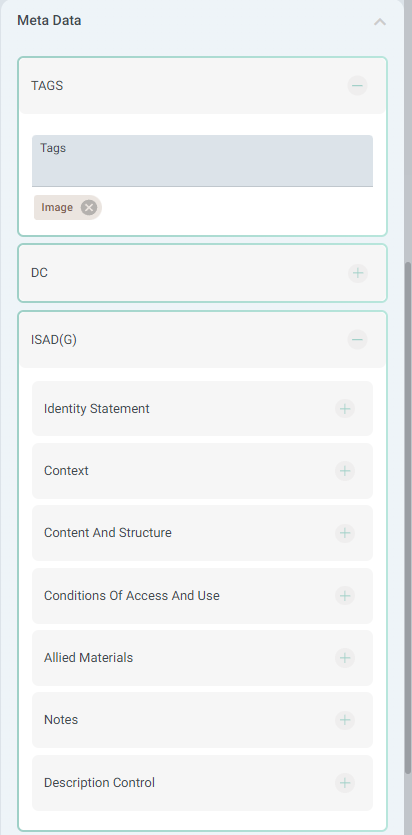 Meta Data
TAGS
Tags
Image
DC
ISAD(G)
Identity Statement
Context
Content And Structure
Conditions Of Access And Use
Allied Materials
Notes
Description Control